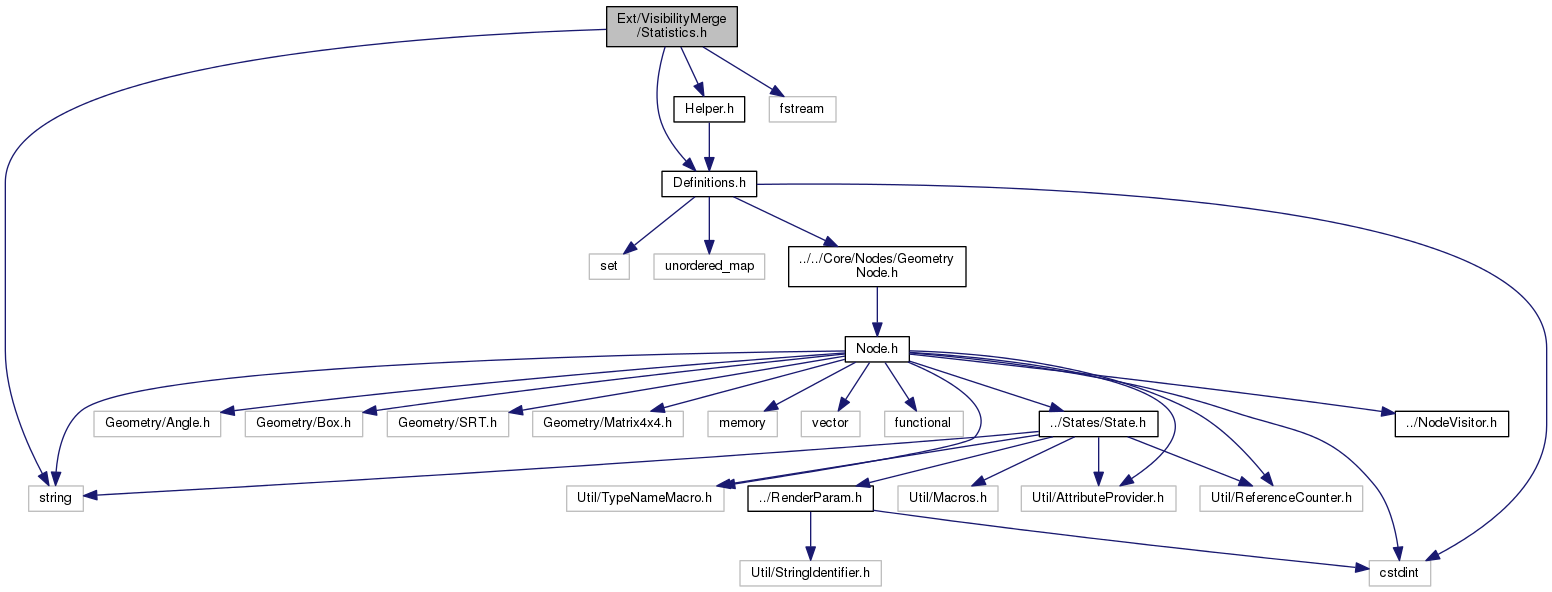 Ext/VisibilityMerge
/Statistics.h
Helper.h
fstream
Definitions.h
set
unordered_map
../../Core/Nodes/Geometry
Node.h
Node.h
Geometry/Angle.h
Geometry/Box.h
Geometry/SRT.h
Geometry/Matrix4x4.h
memory
vector
functional
../States/State.h
../NodeVisitor.h
string
Util/TypeNameMacro.h
../RenderParam.h
Util/Macros.h
Util/AttributeProvider.h
Util/ReferenceCounter.h
Util/StringIdentifier.h
cstdint